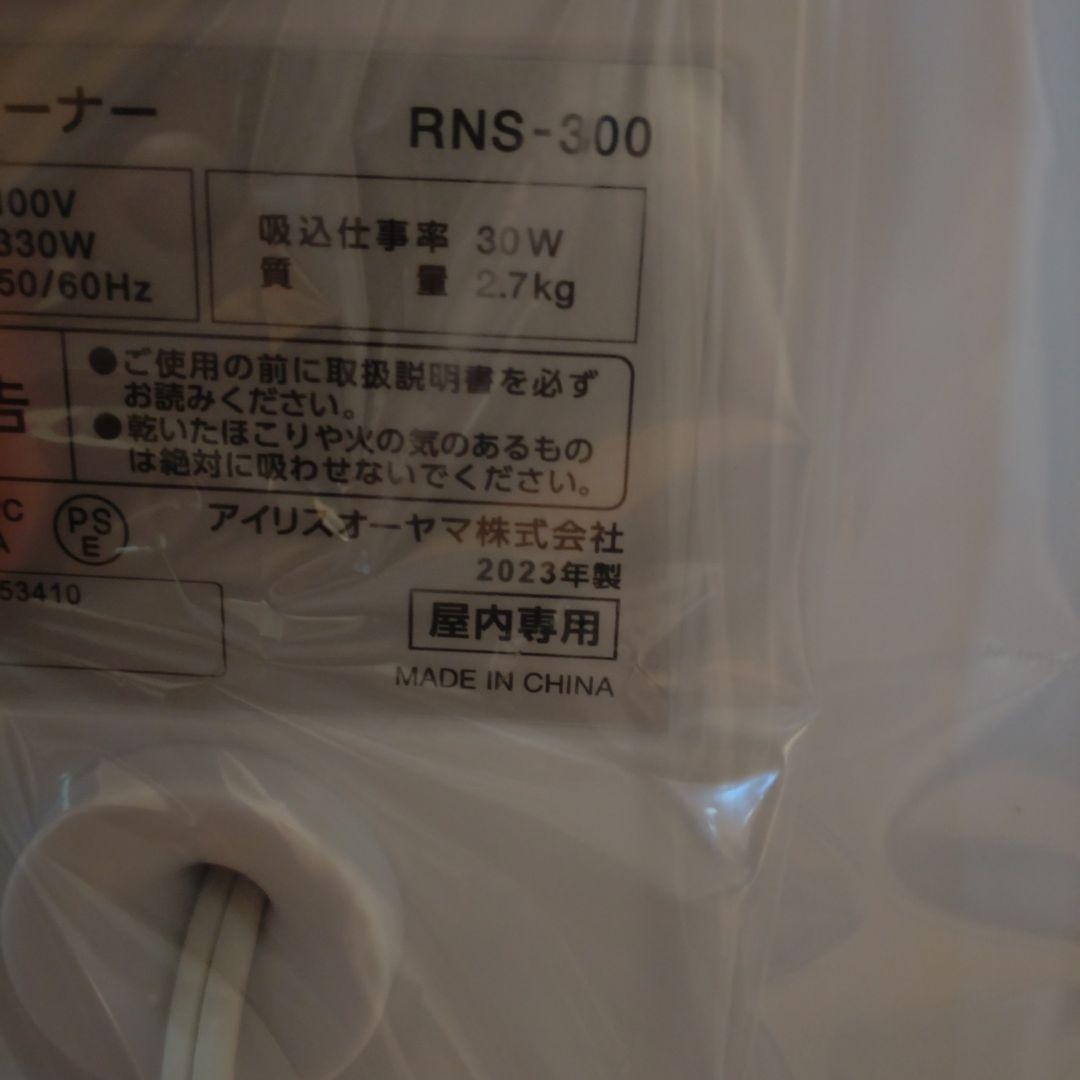 ーナー
RNS-300
100V
330W
50/60Hz
吸込仕事率 30W
質量 2.7kg
告
●ご使用の前に取扱説明書を必ず
お読みください。
●乾いたほこりや火の気のあるもの
は絶対に吸わせないでください。
C
A
PS
E
アイリスオーヤマ株式会社
2023年製
53410
屋内専用
MADE IN CHINA